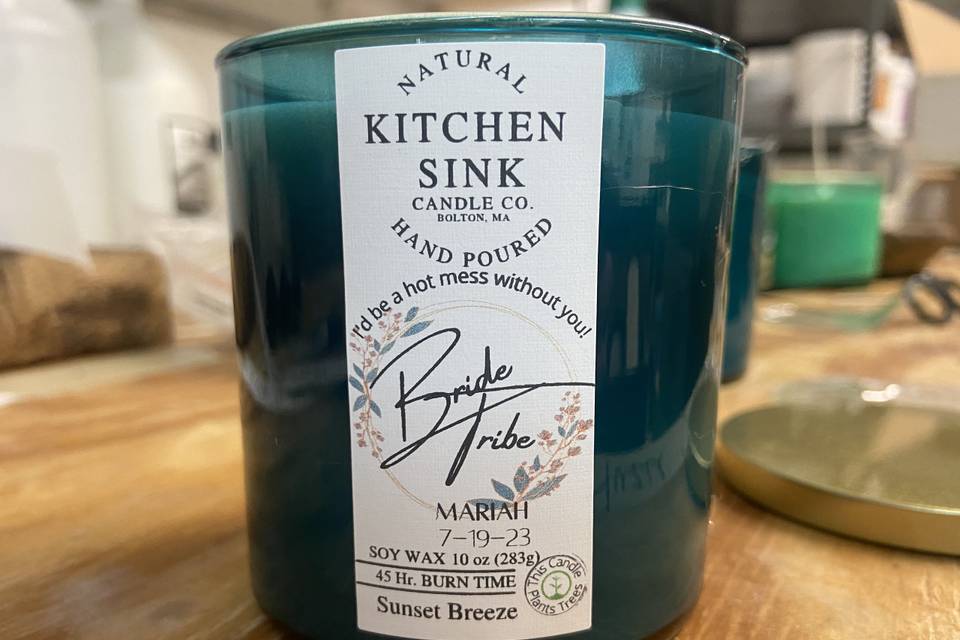 NATURAL
KITCHEN
SINK
CANDLE CO.
BOLTON, MA
HAND POURED
I'd be a hot mess without you!
Bride
Tribe
MARIAH
7-19-23
SOY WAX 10 oz (283g)
45 Hr. BURN TIME
Sunset Breeze
This Candle
Plants Trees